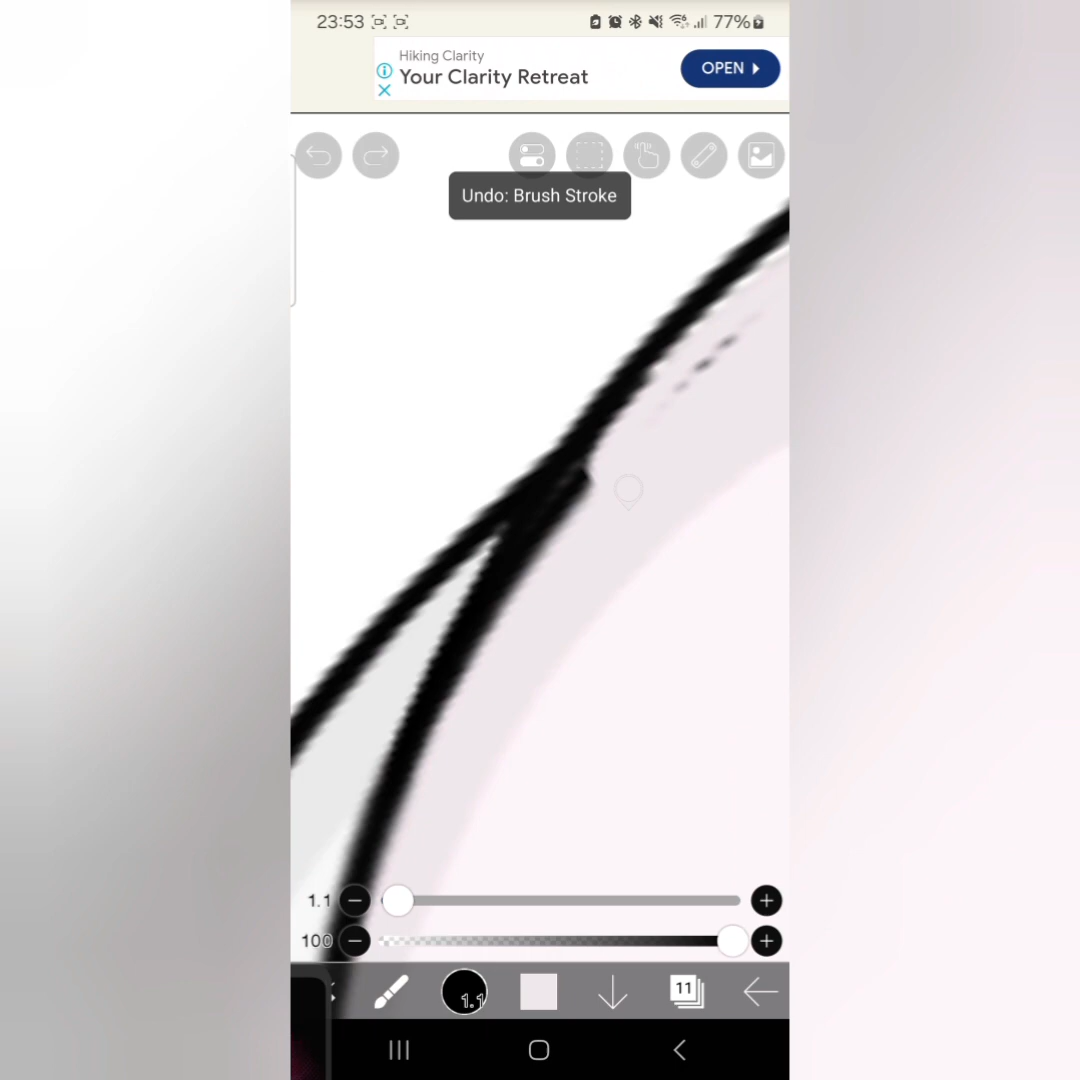 23:53 77%
Hiking Clarity
Your Clarity Retreat
OPEN
Undo: Brush Stroke
1.1
100
1.1
11